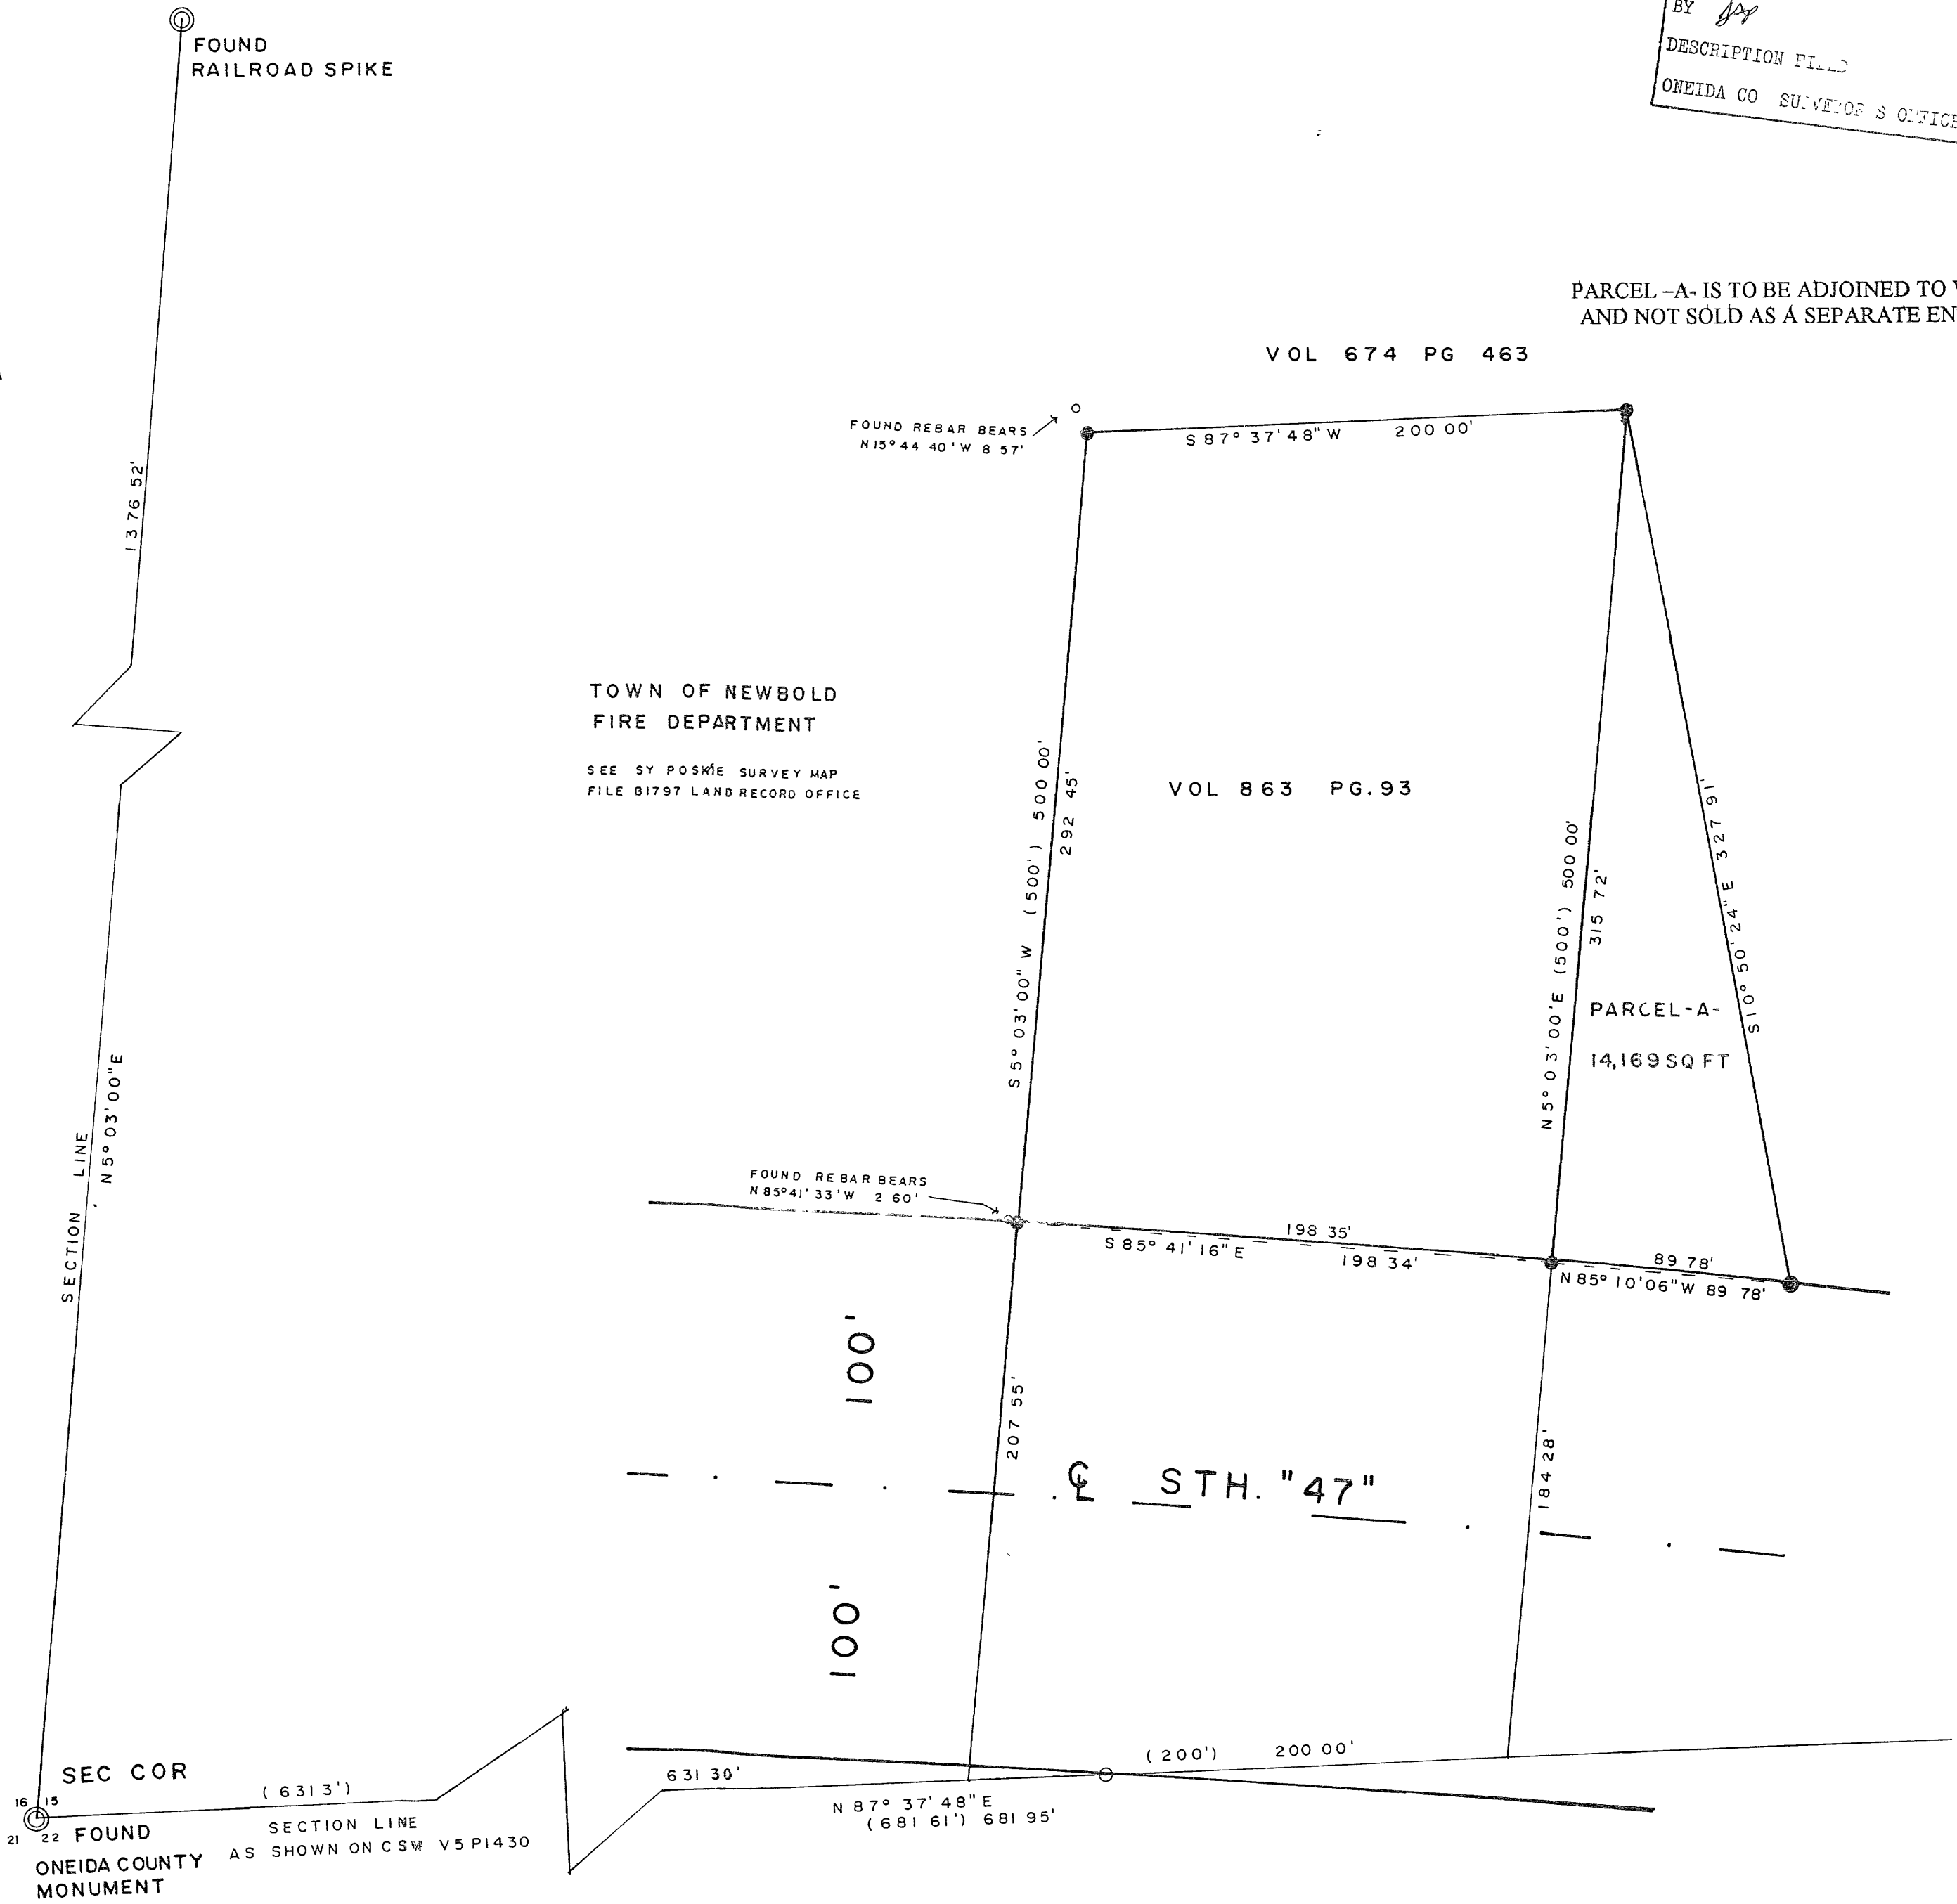 FOUND
RAILROAD SPIKE
BY
DESCRIPTION
ONEIDA CO
PARCEL –A- IS TO BE ADJOINED TO
AND NOT SOLD AS A SEPARATE EN
VOL 674 PG 463
FOUND REBAR BEARS
N15° 44 40'W 8 57'
S 87° 37' 48" W 200 00'
1376 52'
TOWN OF NEWBOLD
FIRE DEPARTMENT
SEE SY POSKIE SURVEY MAP
FILE B1797 LAND RECORD OFFICE
VOL 863 PG.93
S 5° 03' 00" W (500') 500 00'
292 45'
N 5° 03' 00'E (500') 500 00'
315 72'
S10° 50' 24" E 327 91'
PARCEL-A-
14,169 SQ FT
SECTION LINE
N 5° 03' 00"E
FOUND REBAR BEARS
N 85°41' 33'W 2 60'
198 35'
S 85° 41' 16" E
198 34'
89 78'
N 85° 10' 06" W 89 78'
100'
207 55'
184 28'
℄ STH. "47"
100'
SEC COR
16 15
21 22 FOUND
ONEIDA COUNTY
MONUMENT
(631 3')
SECTION LINE
AS SHOWN ON CSM V5 P1430
631 30'
(200') 200 00'
N 87° 37' 48" E
(681 61') 681 95'